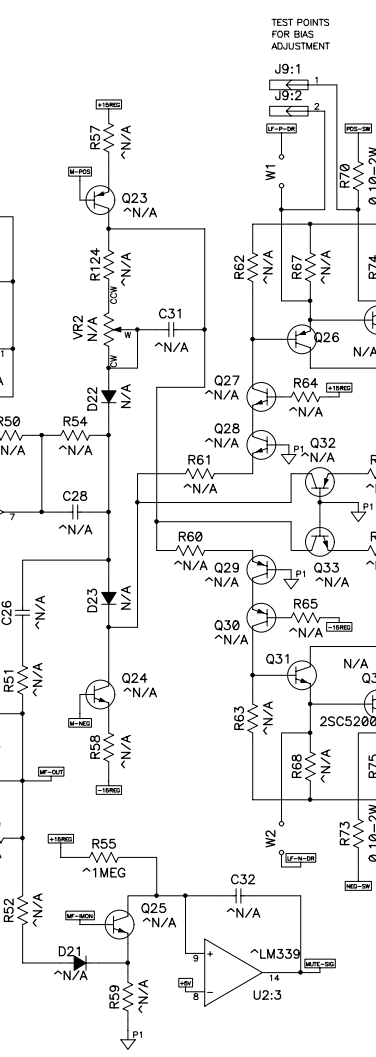 TEST POINTS
FOR BIAS
ADJUSTMENT
J9:1
1
J9:2
2
+15REG
LF-P-DR
POS-SW
R57
^N/A
W1
R70
0.10-2W
M-POS
Q23
^N/A
R124
^N/A
CCW
R62
^N/A
R67
^N/A
R74
VR2
N/A
W
CW
C31
^N/A
Q26
N/A
1
D22
N/A
Q27
^N/A
R64
^N/A
+15REG
R50
^N/A
R54
^N/A
Q28
^N/A
P1
Q32
^N/A
R61
^N/A
7
C28
^N/A
P1
R60
^N/A
Q33
^N/A
Q29
^N/A
P1
C26
^N/A
D23
N/A
Q30
^N/A
R65
^N/A
-15REG
R51
^N/A
Q24
^N/A
Q31
N/A
2SC5200
M-NEG
R58
^N/A
R63
^N/A
R68
^N/A
R75
MF-OUT
-15REG
W2
LF-N-DR
R73
0.10-2W
NEG-SW
+15REG
R55
^1MEG
R52
^N/A
C32
^N/A
MF-IMON
Q25
^N/A
D21
^N/A
^LM339
9
+
14
MUTE-SIG
+5V
8
-
U2:3
R59
^N/A
P1